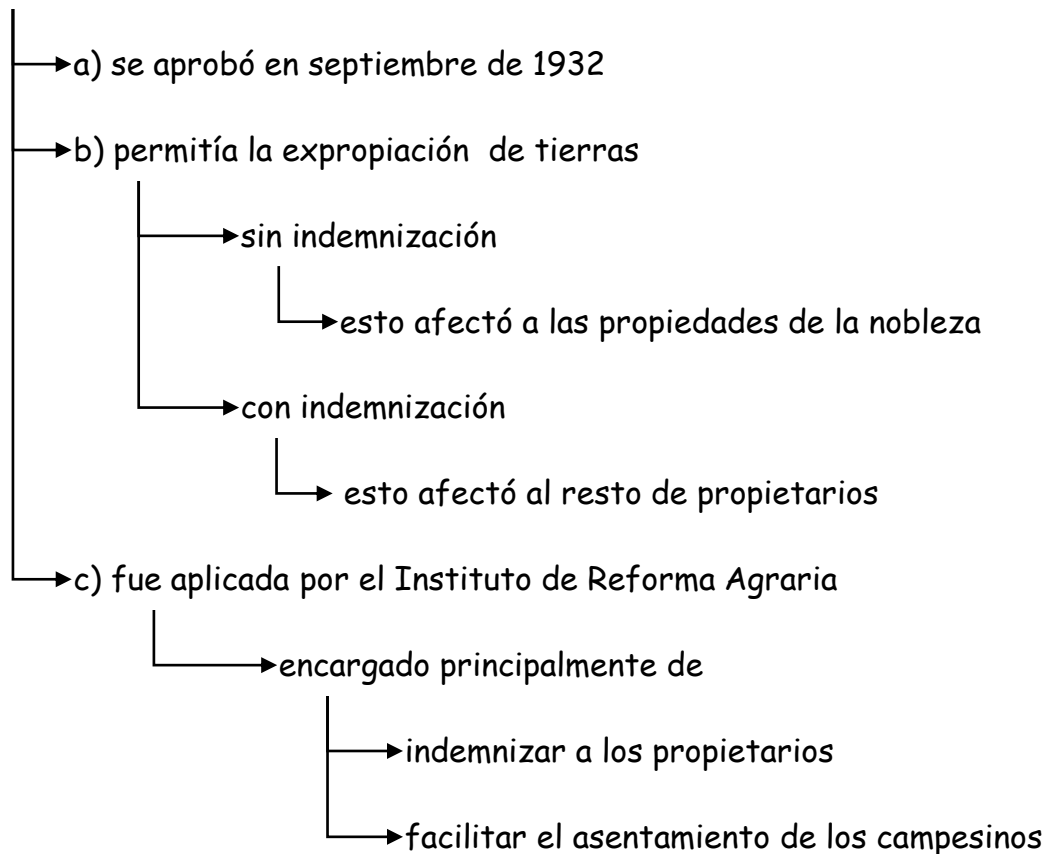 a) se aprobó en septiembre de 1932
b) permitía la expropiación de tierras
sin indemnización
esto afectó a las propiedades de la nobleza
con indemnización
esto afectó al resto de propietarios
c) fue aplicada por el Instituto de Reforma Agraria
encargado principalmente de
indemnizar a los propietarios
facilitar el asentamiento de los campesinos